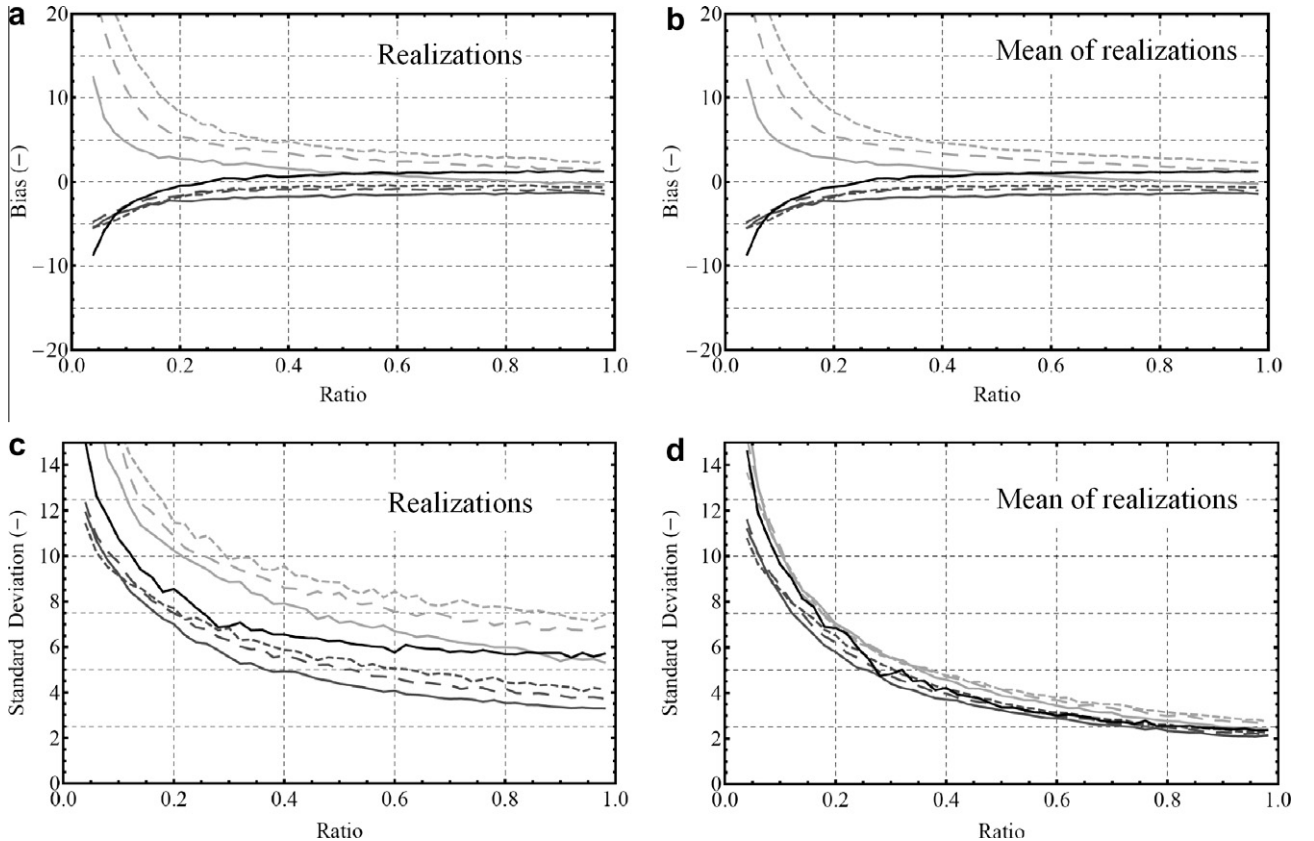 a
20
10
0
−10
−20
Bias (−)
Realizations
0.0 0.2 0.4 0.6 0.8 1.0
Ratio
b
20
10
0
−10
−20
Bias (−)
Mean of realizations
0.0 0.2 0.4 0.6 0.8 1.0
Ratio
c
14
12
10
8
6
4
2
0
Standard Deviation (−)
Realizations
0.0 0.2 0.4 0.6 0.8 1.0
Ratio
d
14
12
10
8
6
4
2
0
Standard Deviation (−)
Mean of realizations
0.0 0.2 0.4 0.6 0.8 1.0
Ratio